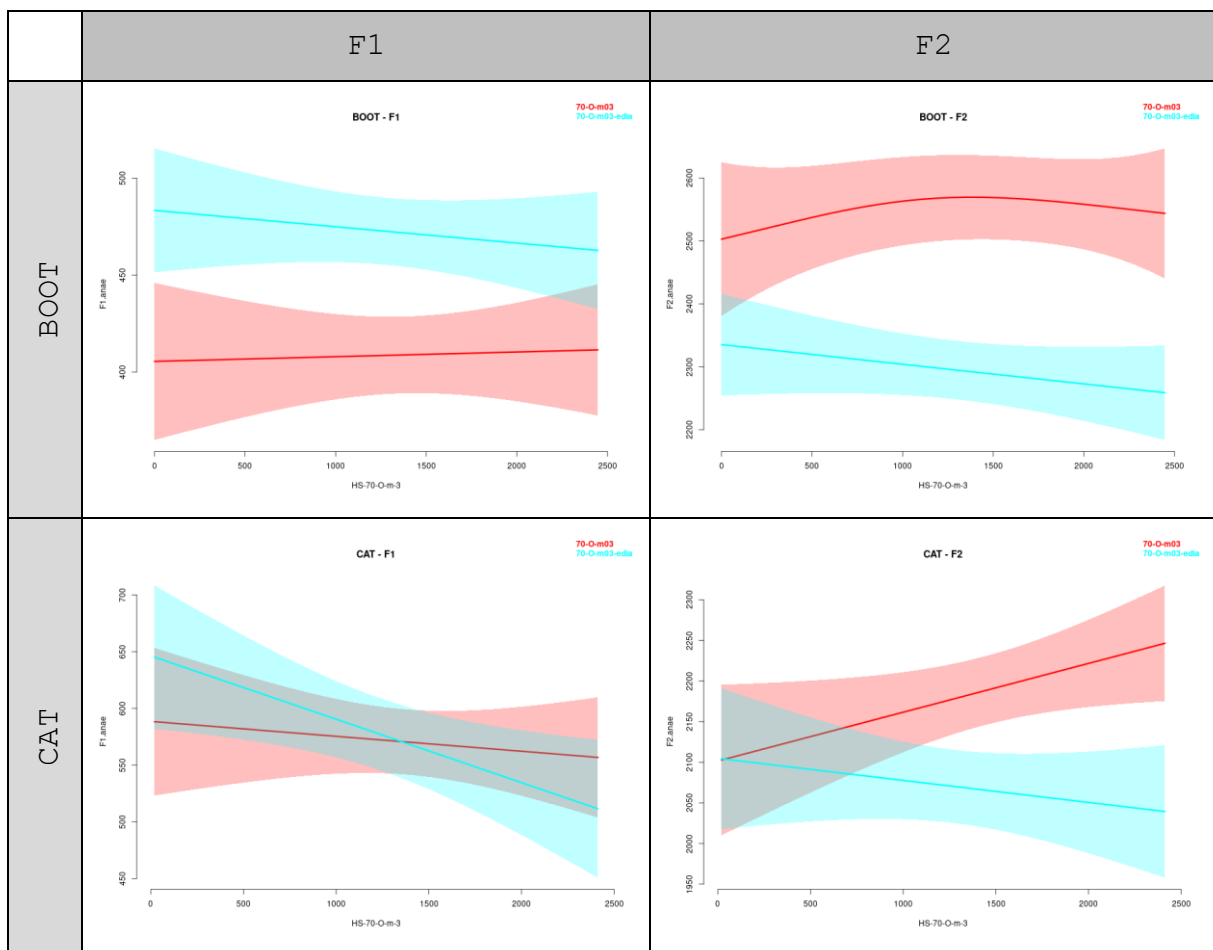 F1
F2
BOOT
BOOT - F1
70-O-m03
70-O-m03-edia
500
450
400
F1.anae
0 500 1000 1500 2000 2500
HS-70-O-m-3
BOOT - F2
70-O-m03
70-O-m03-edia
2600
2500
2400
2300
2200
F2.anae
0 500 1000 1500 2000 2500
HS-70-O-m-3
CAT
CAT - F1
70-O-m03
70-O-m03-edia
700
650
600
550
500
450
F1.anae
0 500 1000 1500 2000 2500
HS-70-O-m-3
CAT - F2
70-O-m03
70-O-m03-edia
2300
2250
2200
2150
2100
2050
2000
1950
F2.anae
0 500 1000 1500 2000 2500
HS-70-O-m-3